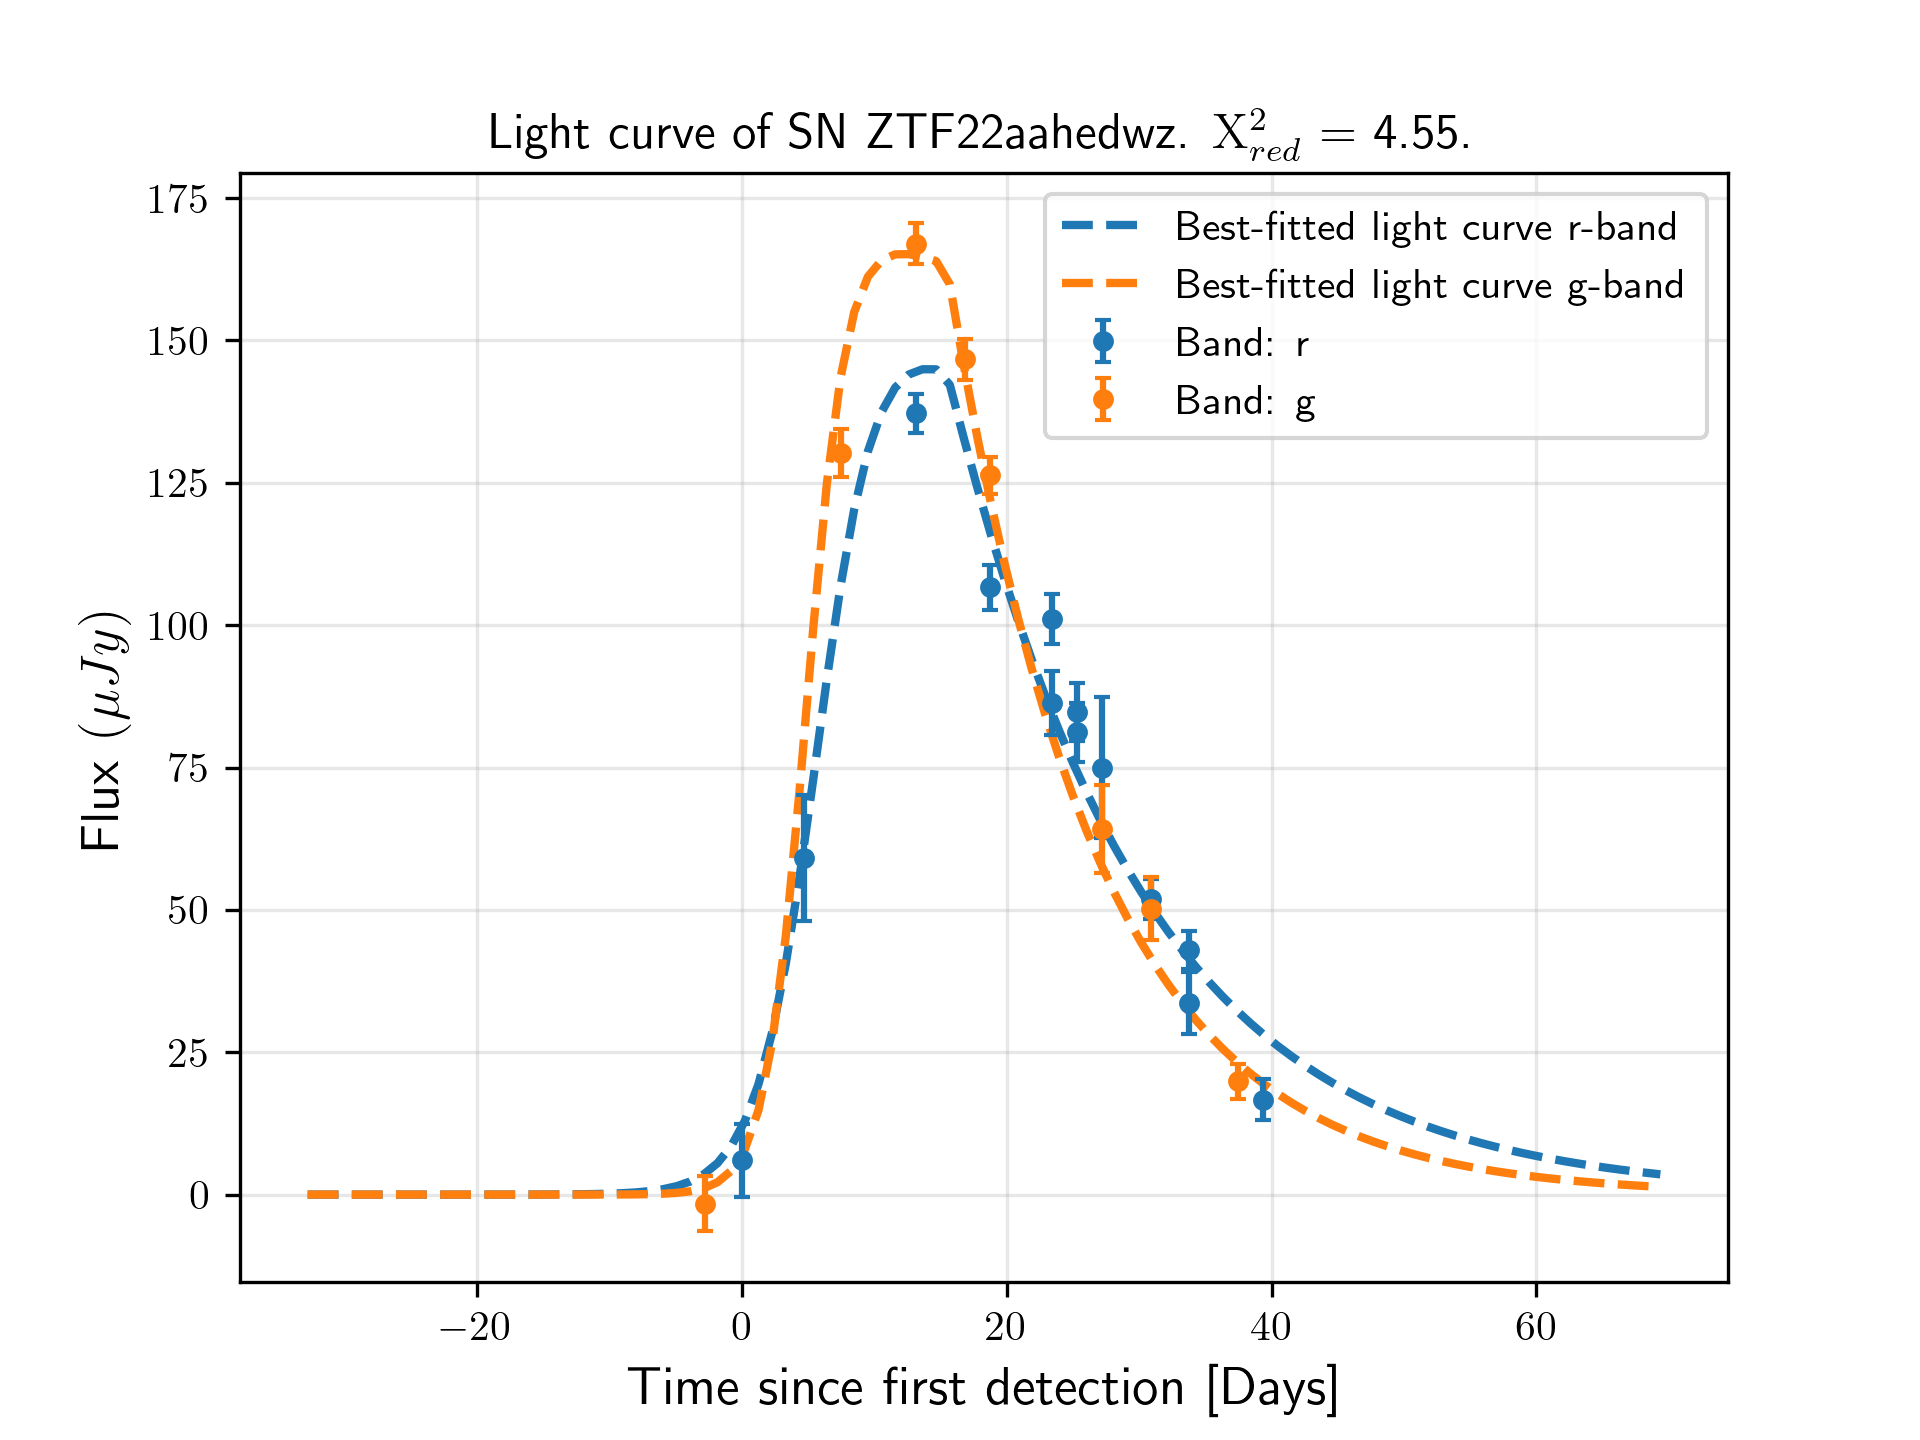 Light curve of SN ZTF22aahedwz. X²_red = 4.55.
175
150
125
100
75
50
25
0
Flux (μJy)
Best-fitted light curve r-band
Best-fitted light curve g-band
Band: r
Band: g
−20 0 20 40 60
Time since first detection [Days]